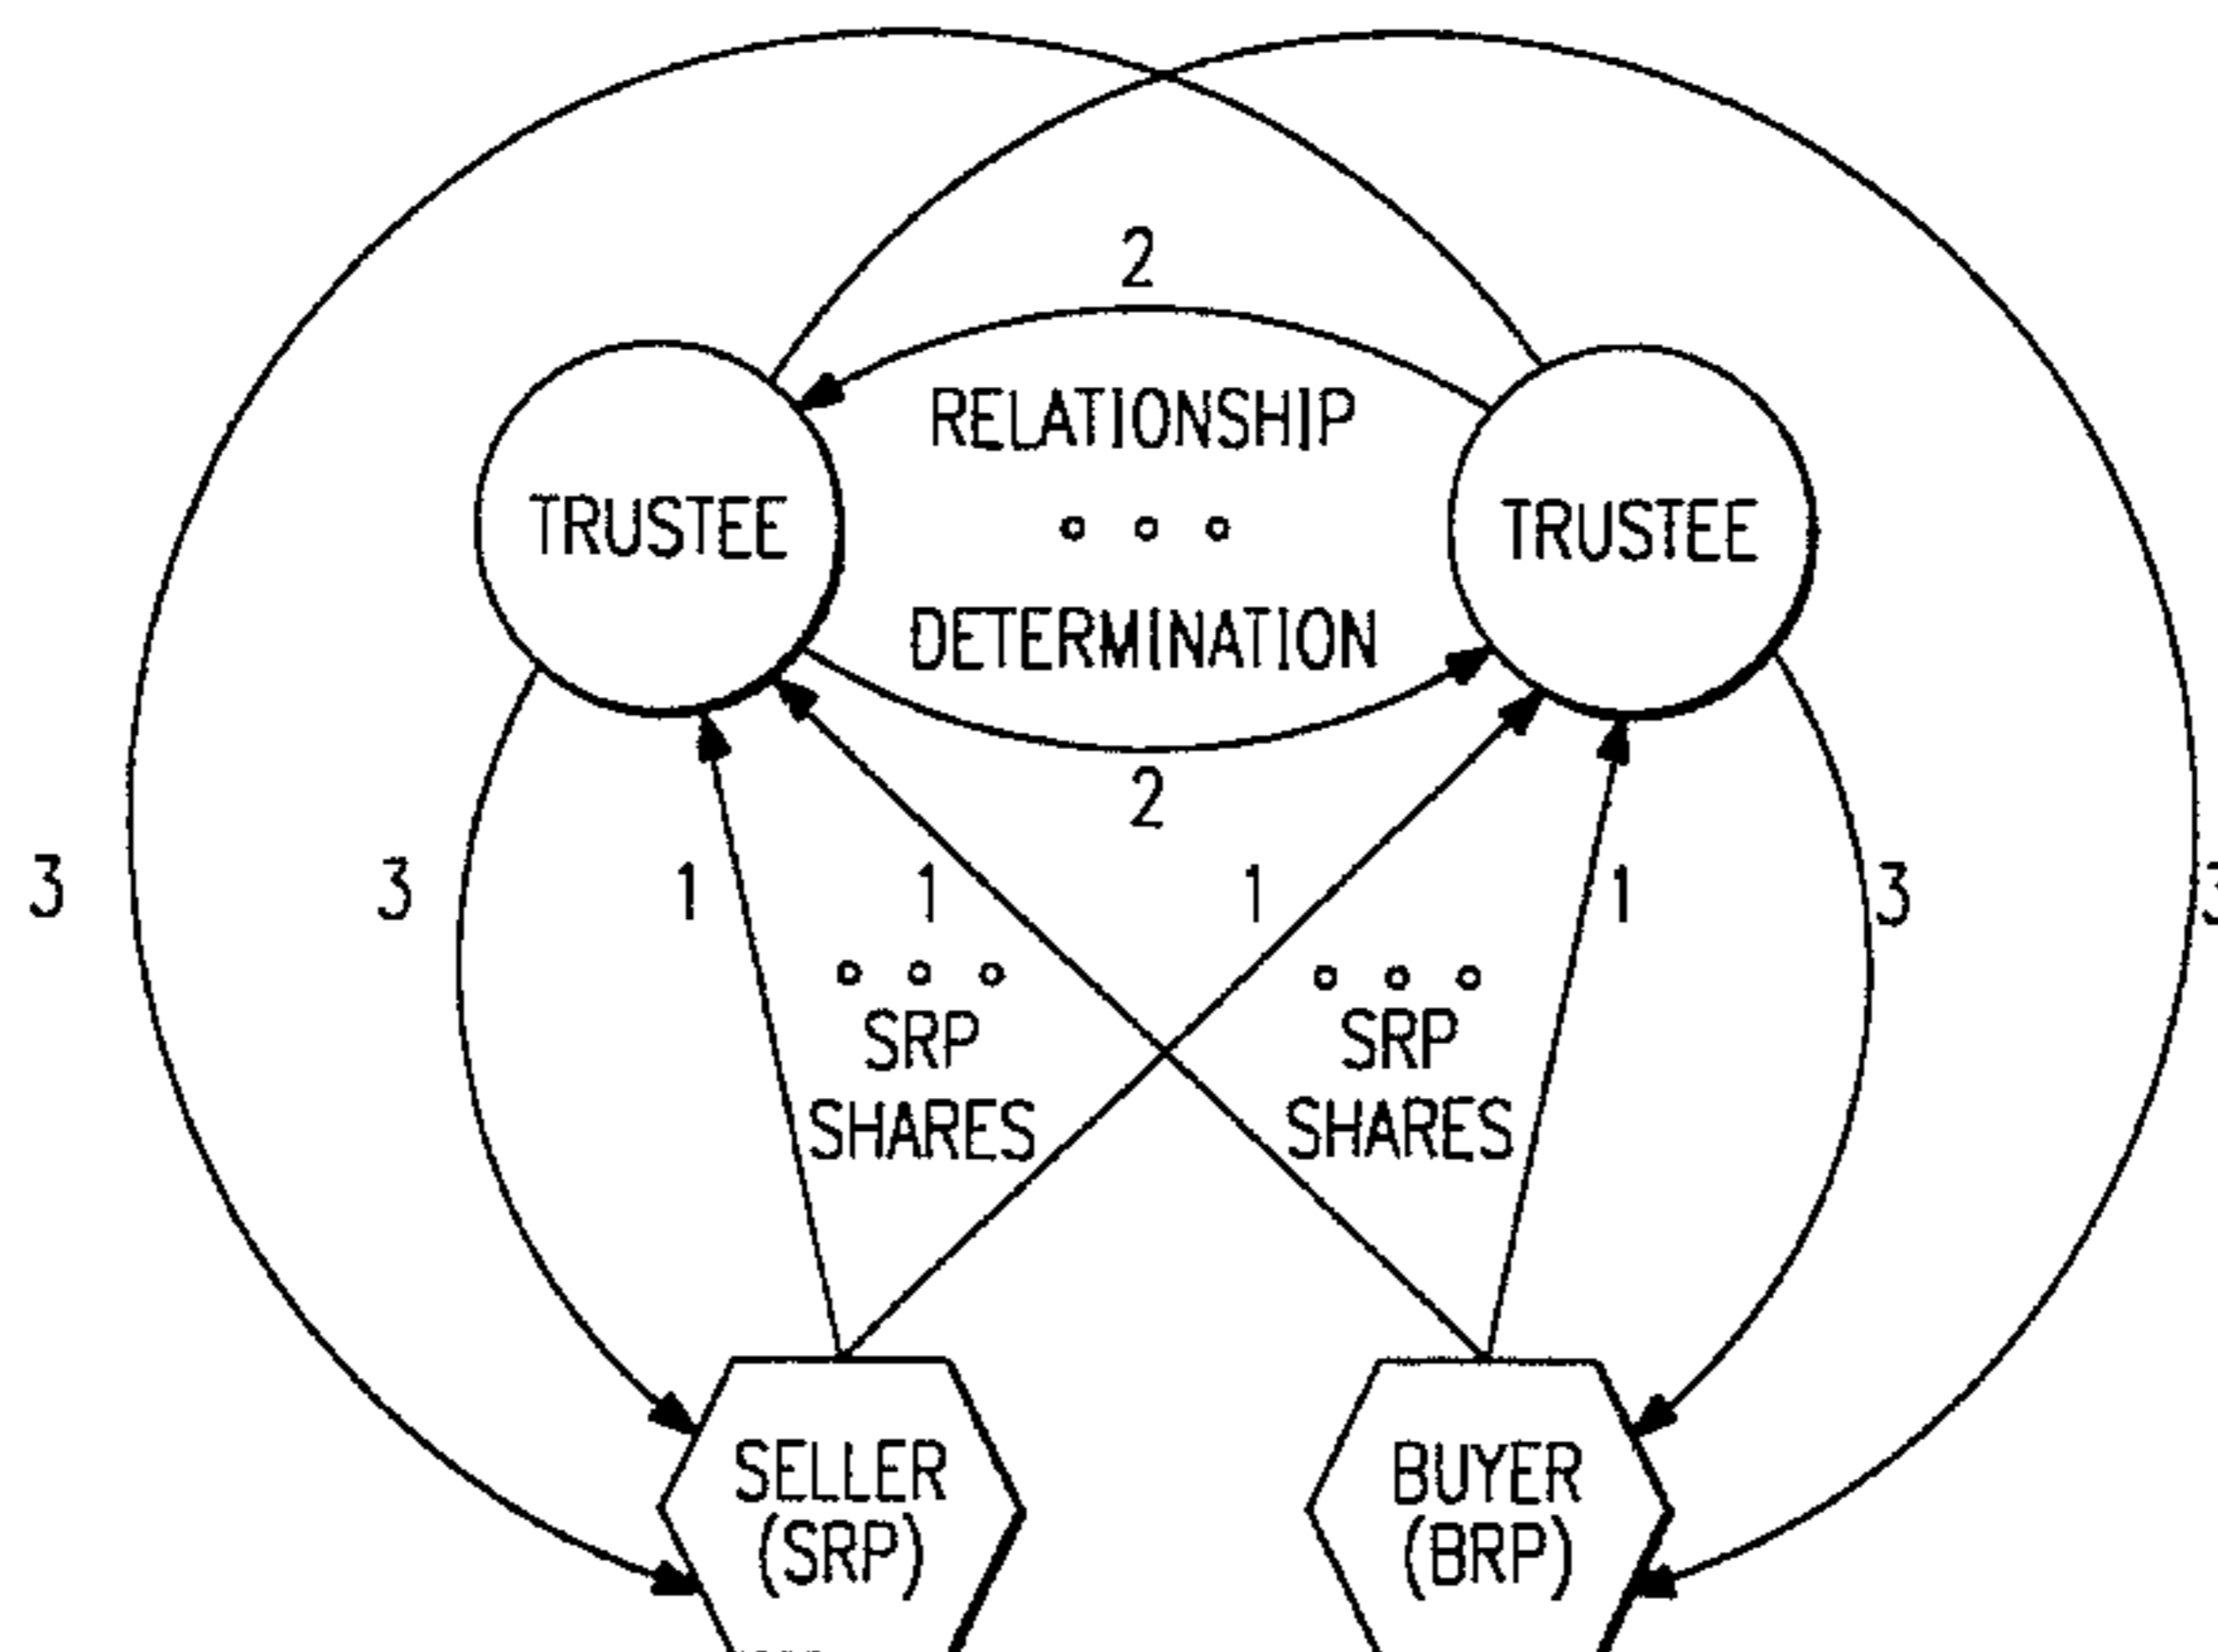 2
RELATIONSHIP
TRUSTEE
TRUSTEE
DETERMINATION
2
3 3 1 1 1 1 3 3
SRP
SHARES
SRP
SHARES
SELLER
(SRP)
BUYER
(BRP)